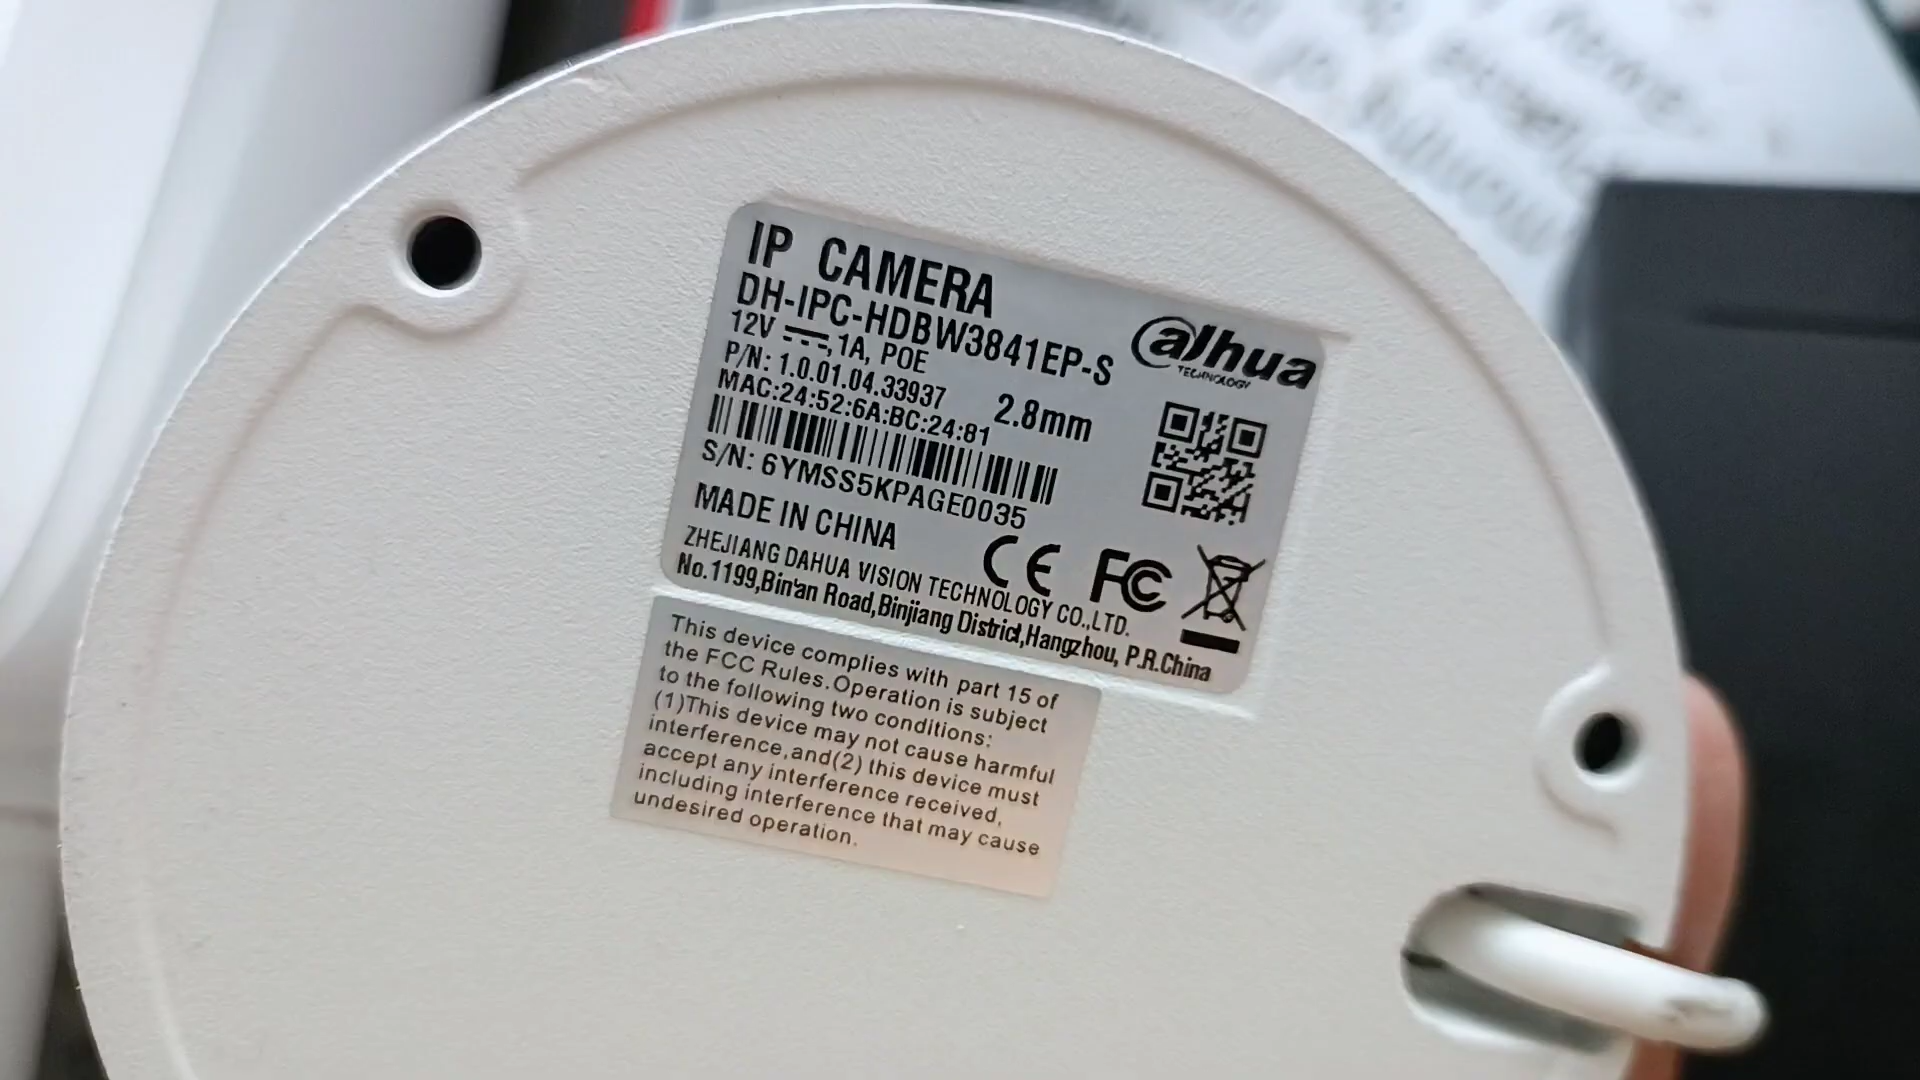 IP CAMERA
DH-IPC-HDBW3841EP-S
alhua
TECHNOLOGY
12V ⎓, 1A, POE
P/N: 1.0.01.04.33937
2.8mm
MAC:24:52:6A:BC:24:81
S/N: 6YMSS5KPAGE0035
MADE IN CHINA
CE FC
ZHEJIANG DAHUA VISION TECHNOLOGY CO.,LTD.
No.1199,Bin'an Road,Binjiang District,Hangzhou, P.R.China
This device complies with part 15 of
the FCC Rules.Operation is subject
to the following two conditions:
(1)This device may not cause harmful
interference,and(2) this device must
accept any interference received,
including interference that may cause
undesired operation.